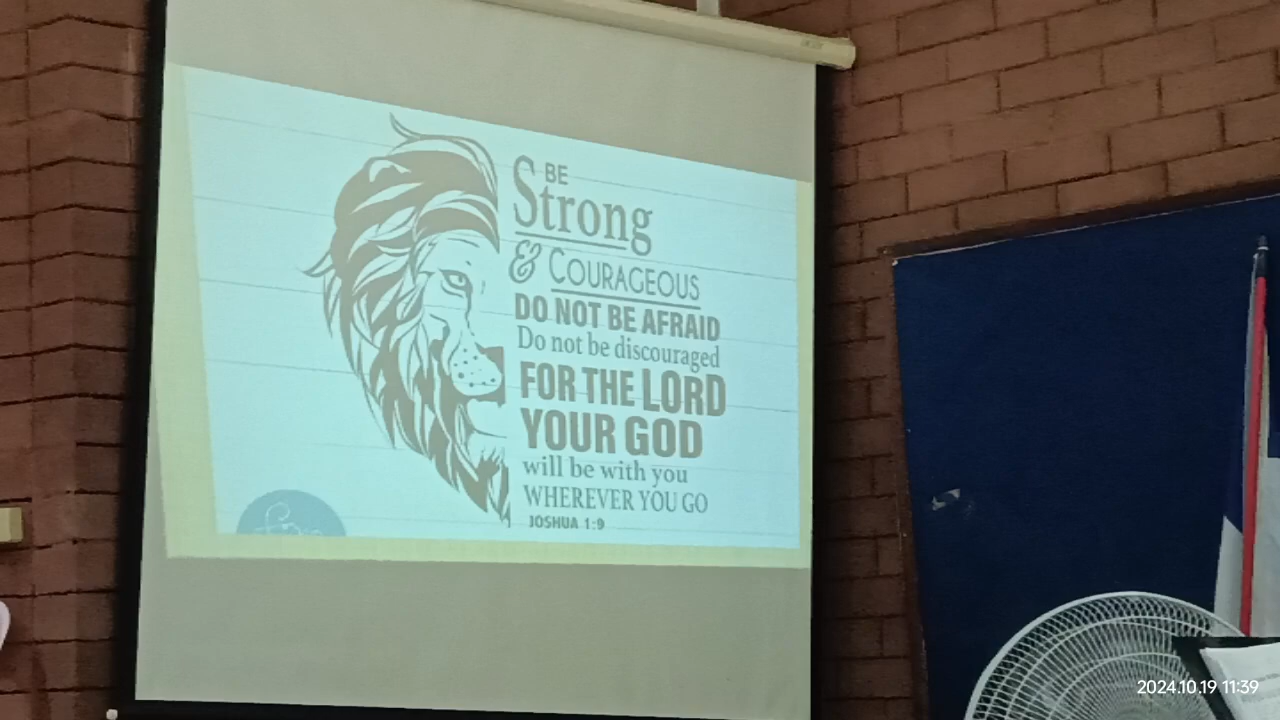 BE
Strong
& COURAGEOUS
DO NOT BE AFRAID
Do not be discouraged
FOR THE LORD
YOUR GOD
will be with you
WHEREVER YOU GO
JOSHUA 1:9
2024.10.19 11:39